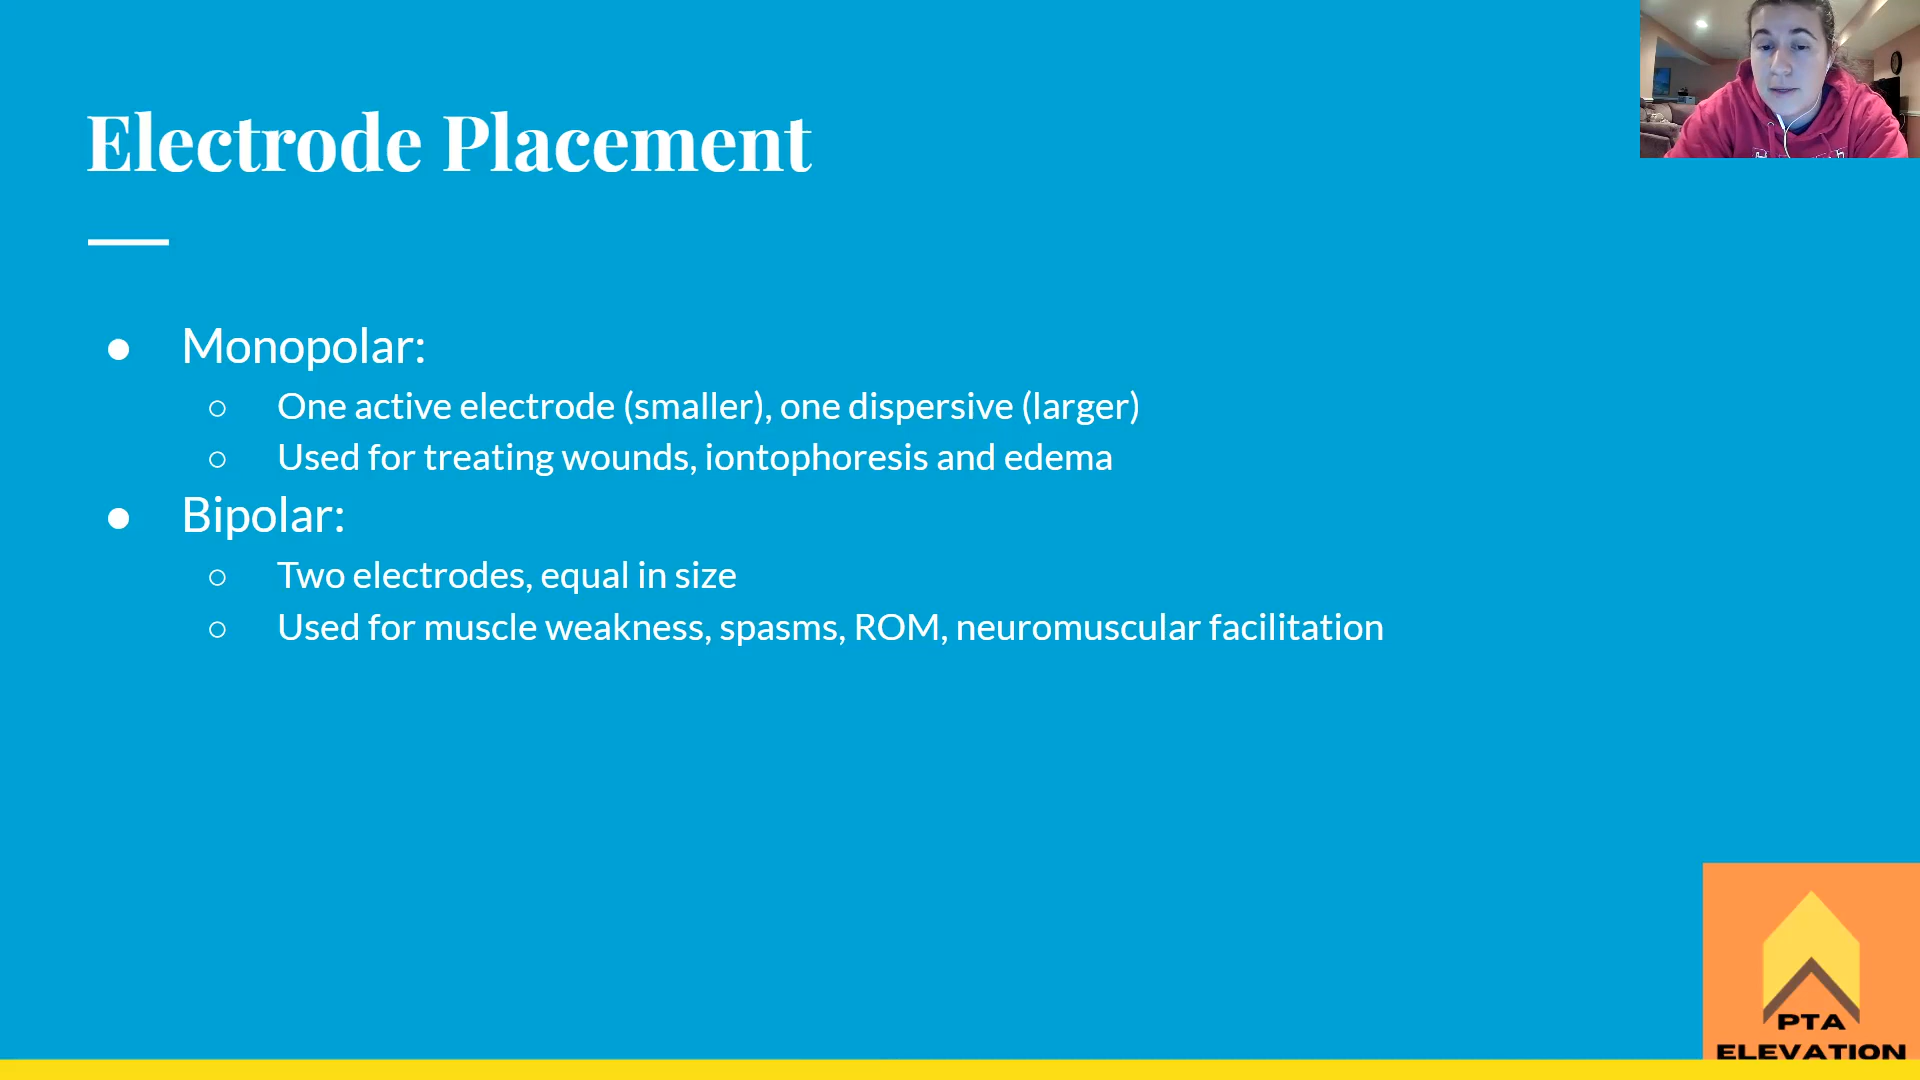 Electrode Placement
● Monopolar:
○ One active electrode (smaller), one dispersive (larger)
○ Used for treating wounds, iontophoresis and edema
● Bipolar:
○ Two electrodes, equal in size
○ Used for muscle weakness, spasms, ROM, neuromuscular facilitation
PTA
ELEVATION